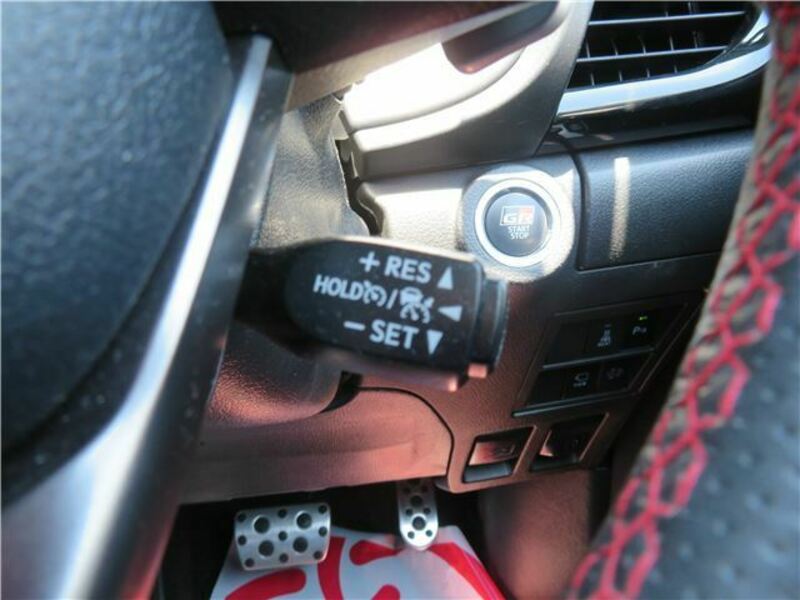 GR
START
STOP
+ RES ▲
HOLD / ◄
− SET ▼